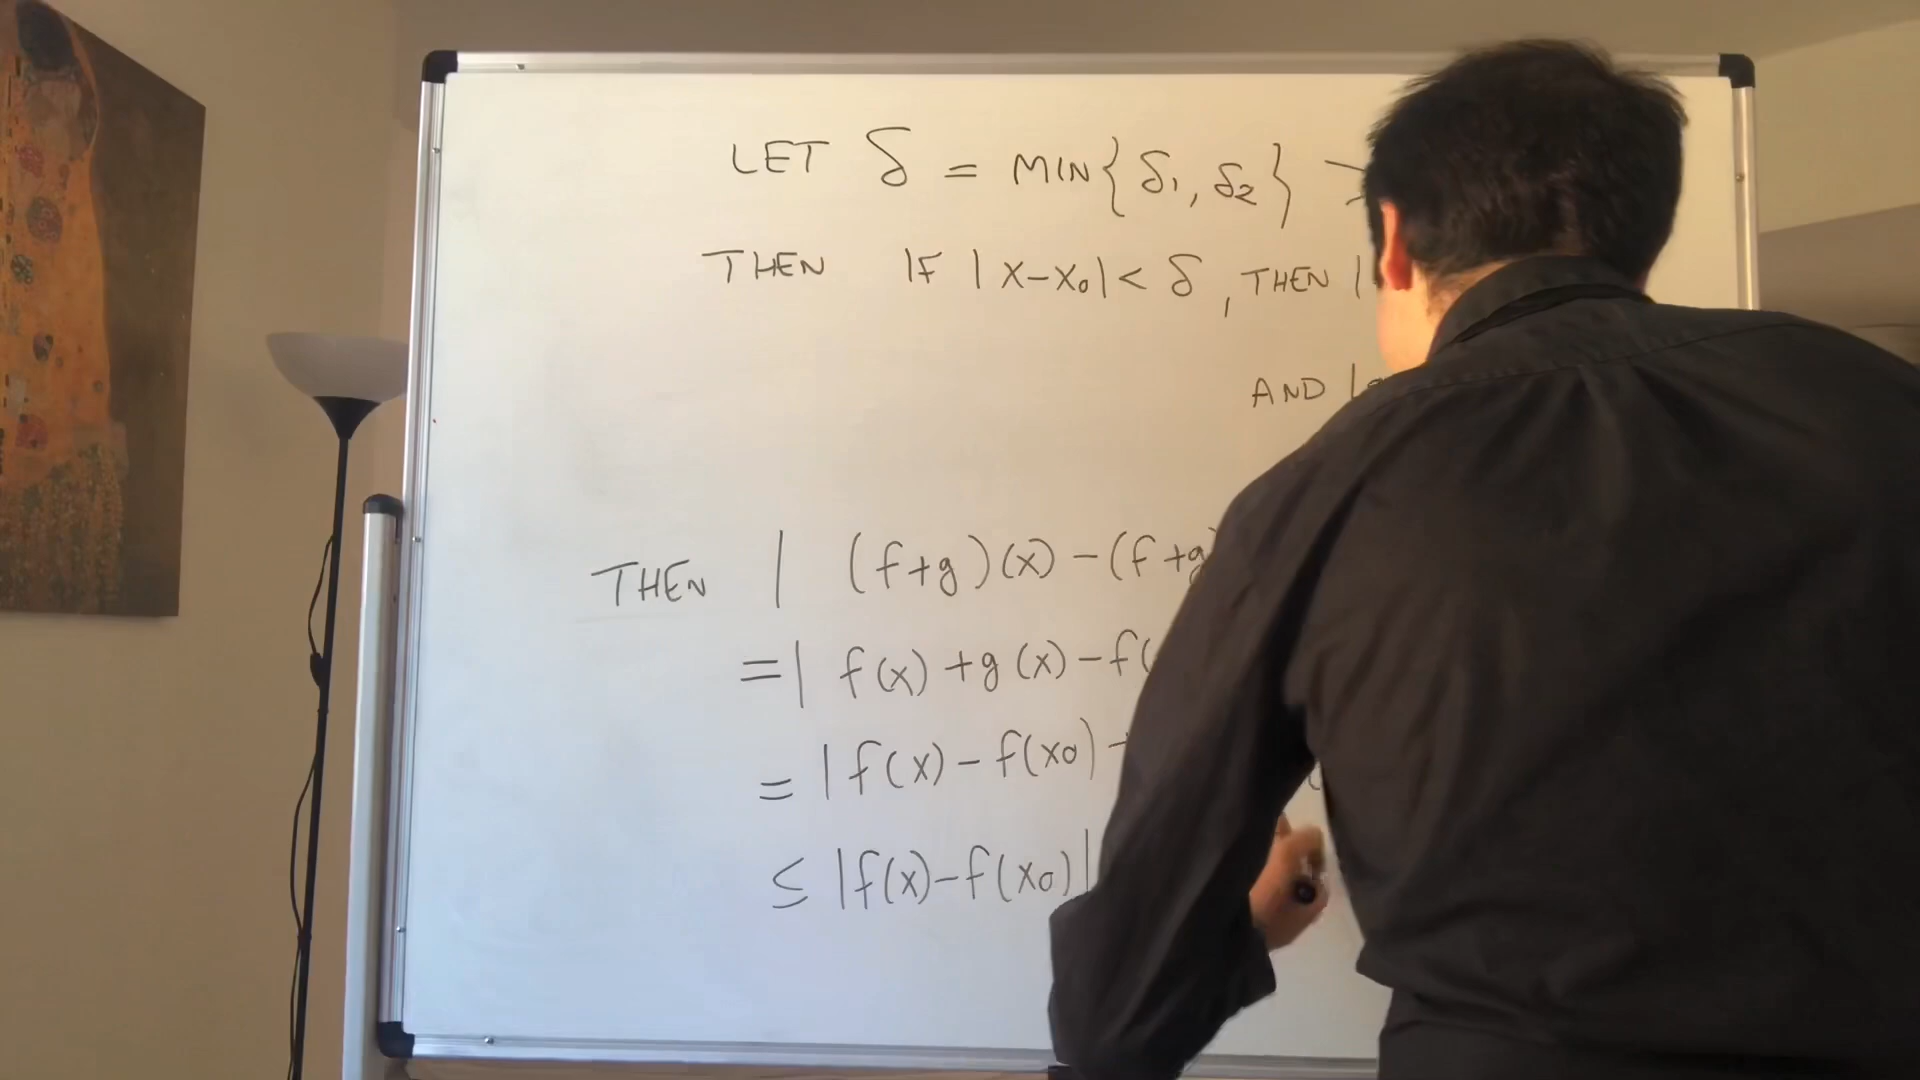 LET δ = MIN{δ1, δ2} >
THEN IF |x-x0| < δ, THEN |
AND |
THEN | (f+g)(x) - (f+g)
= | f(x) + g(x) - f(
= | f(x) - f(x0) +
≤ |f(x) - f(x0)|